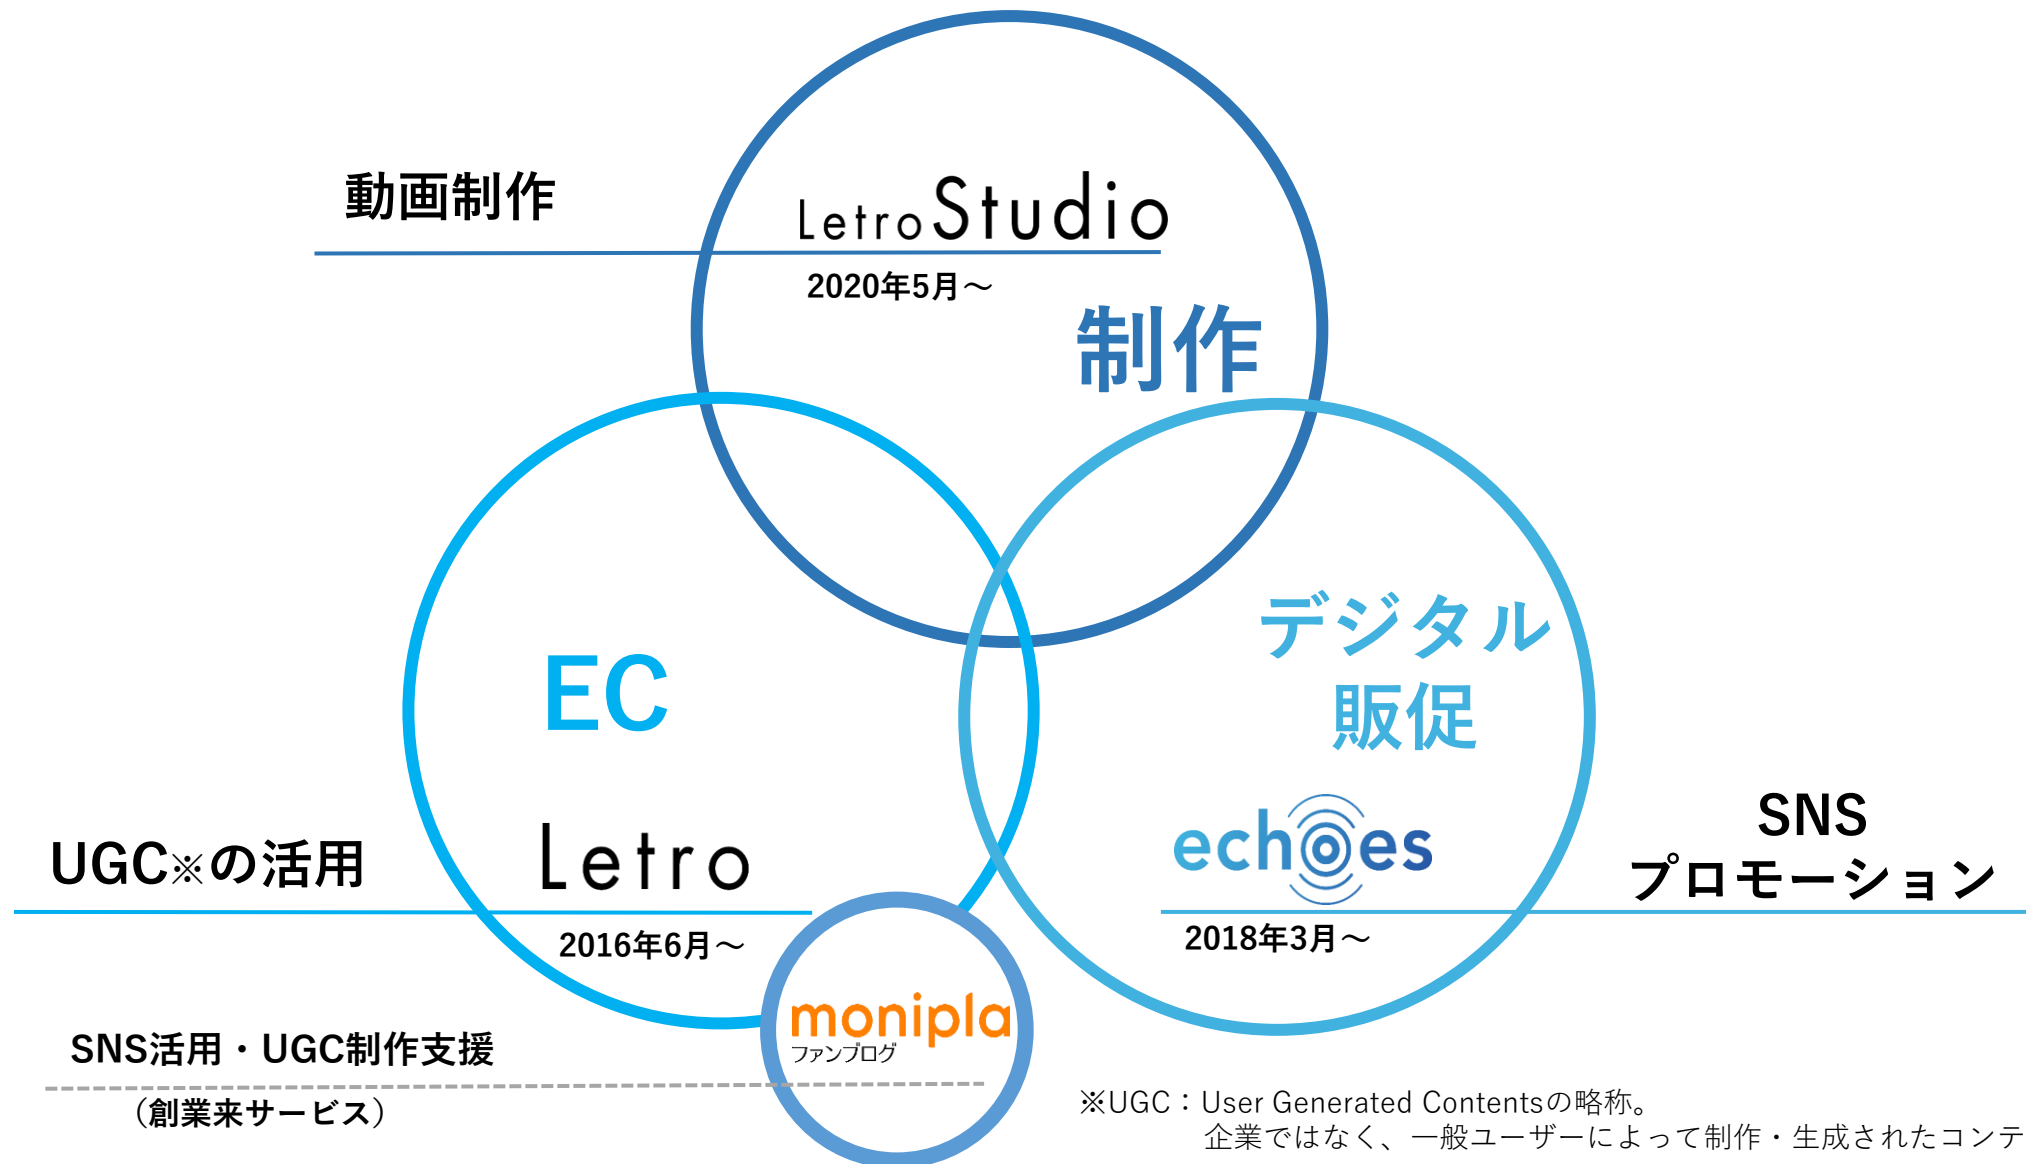 動画制作
Letro Studio
2020年5月～
制作
EC
デジタル
販促
UGC※の活用
Letro
2016年6月～
echoes
2018年3月～
SNS
プロモーション
monipla
ファンブログ
SNS活用・UGC制作支援
（創業来サービス）
※UGC：User Generated Contentsの略称。
企業ではなく、一般ユーザーによって制作・生成されたコンテ